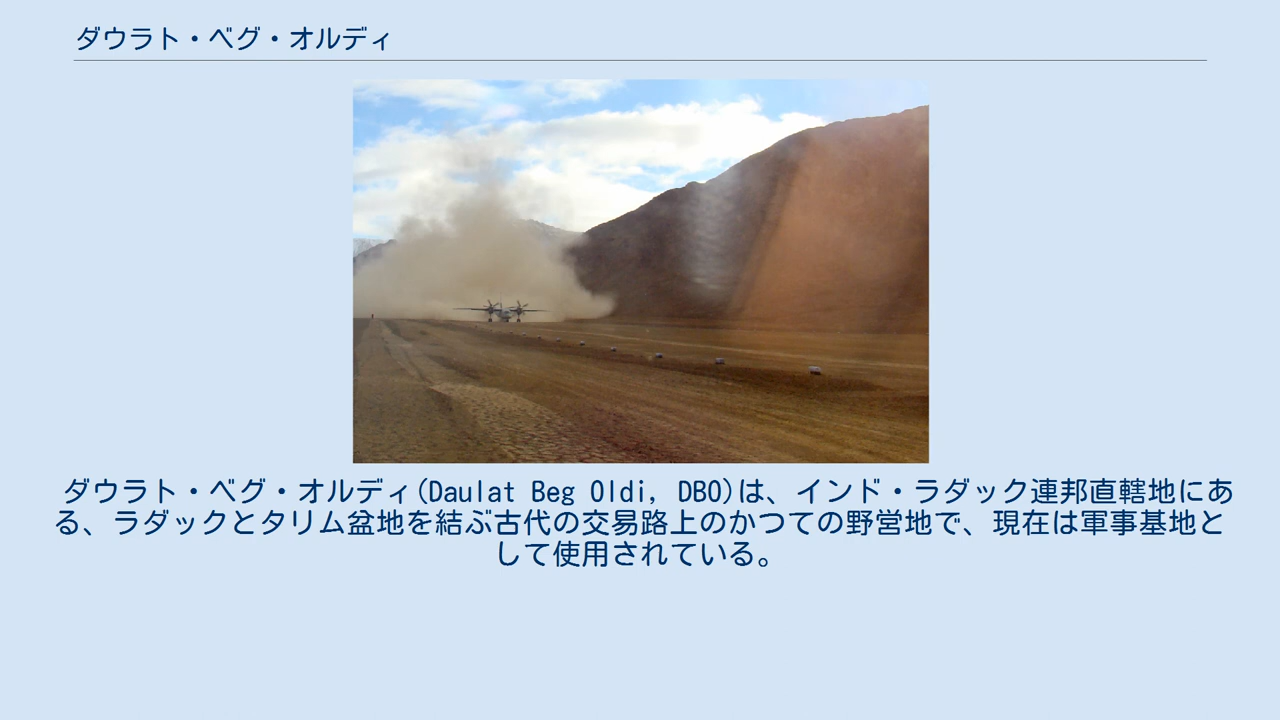 ダウラト・ベグ・オルディ
ダウラト・ベグ・オルディ(Daulat Beg Oldi, DBO)は、インド・ラダック連邦直轄地にあ
る、ラダックとタリム盆地を結ぶ古代の交易路上のかつての野営地で、現在は軍事基地と
して使用されている。